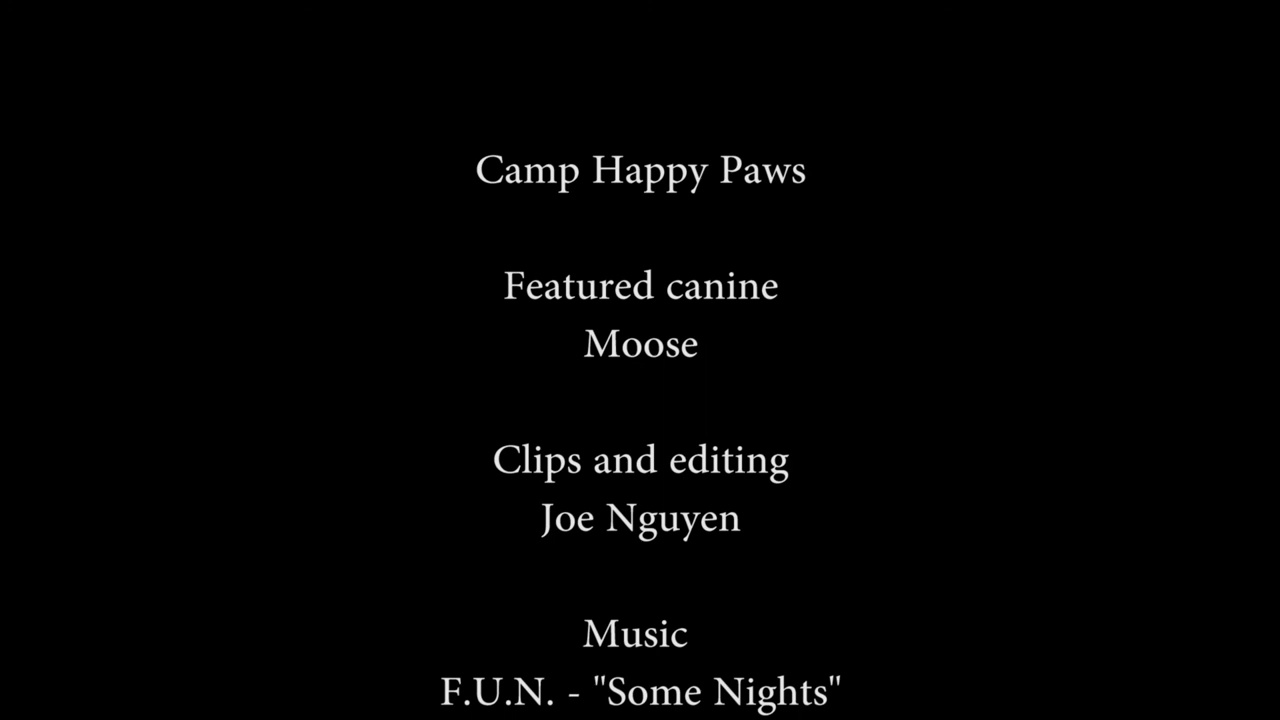 Camp Happy Paws
Featured canine
Moose
Clips and editing
Joe Nguyen
Music
F.U.N. - "Some Nights"